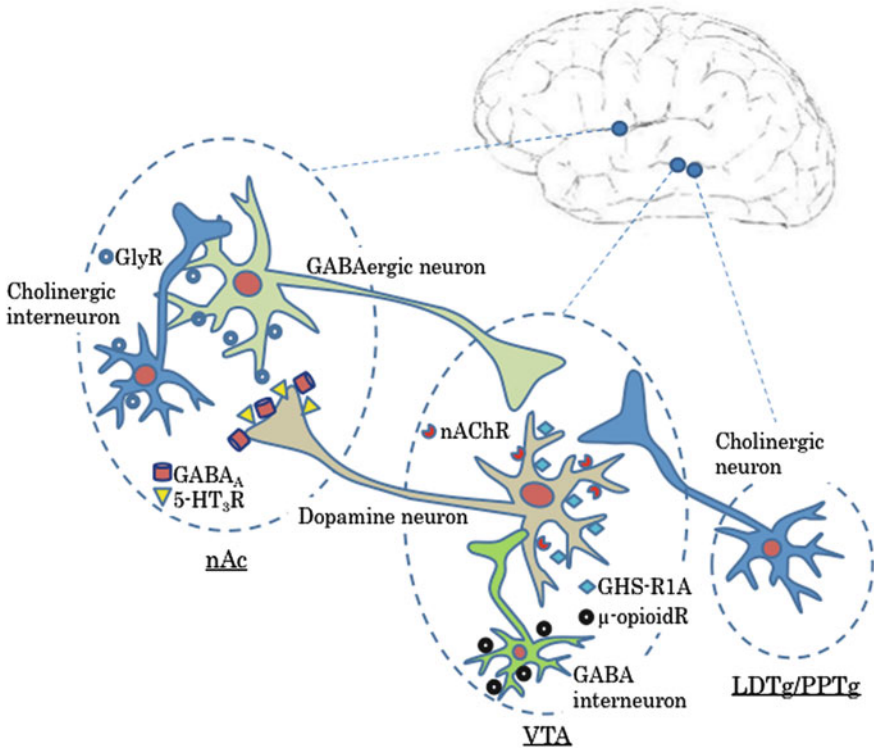 GlyR
GABAergic neuron
Cholinergic
interneuron
nAChR
Cholinergic
neuron
GABA_A
5-HT₃R
Dopamine neuron
nAc
GHS-R1A
μ-opioidR
GABA
interneuron
LDTg/PPTg
VTA